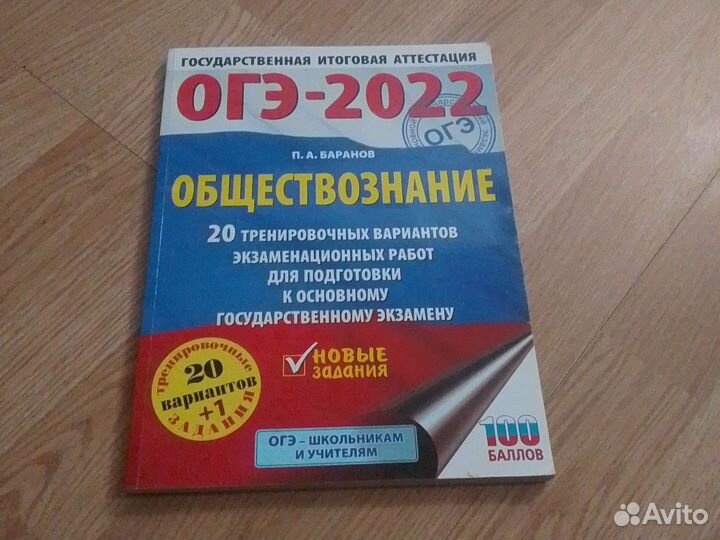 ГОСУДАРСТВЕННАЯ ИТОГОВАЯ АТТЕСТАЦИЯ
ОГЭ-2022
ОГЭ
П. А. БАРАНОВ
ОБЩЕСТВОЗНАНИЕ
20 ТРЕНИРОВОЧНЫХ ВАРИАНТОВ
ЭКЗАМЕНАЦИОННЫХ РАБОТ
ДЛЯ ПОДГОТОВКИ
К ОСНОВНОМУ
ГОСУДАРСТВЕННОМУ ЭКЗАМЕНУ
НОВЫЕ
ЗАДАНИЯ
тренировочные
20
вариантов
+1
ЗАДАНИЯ
ОГЭ – ШКОЛЬНИКАМ
И УЧИТЕЛЯМ
100
БАЛЛОВ
Avito